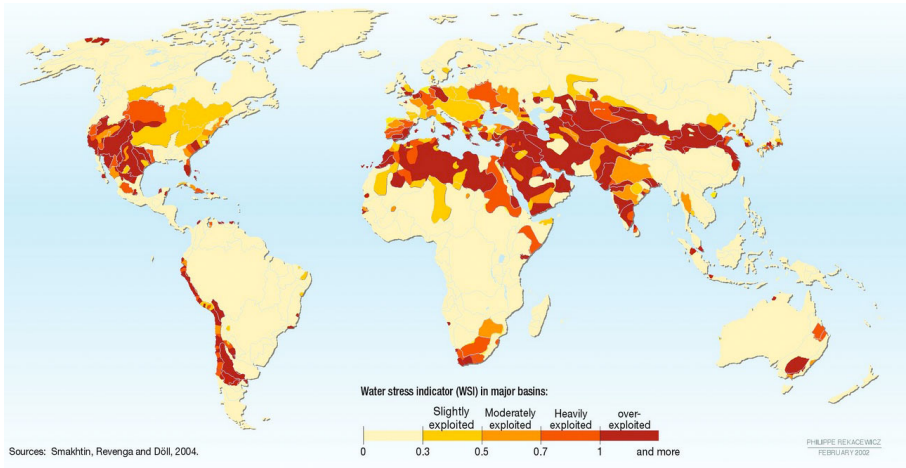 Water stress indicator (WSI) in major basins:
Slightly exploited
Moderately exploited
Heavily exploited
over-exploited
0 0.3 0.5 0.7 1 and more
Sources: Smakhtin, Revenga and Döll, 2004.
PHILIPPE REKACEWICZ
FEBRUARY 2002